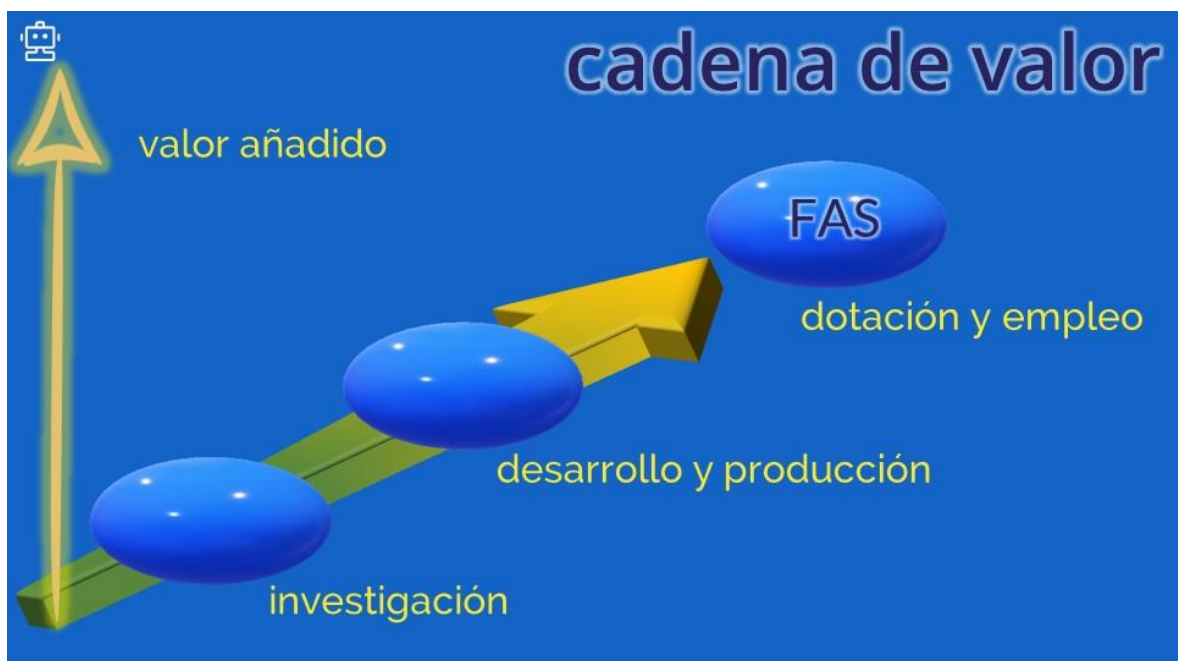 cadena de valor
valor añadido
FAS
dotación y empleo
desarrollo y producción
investigación